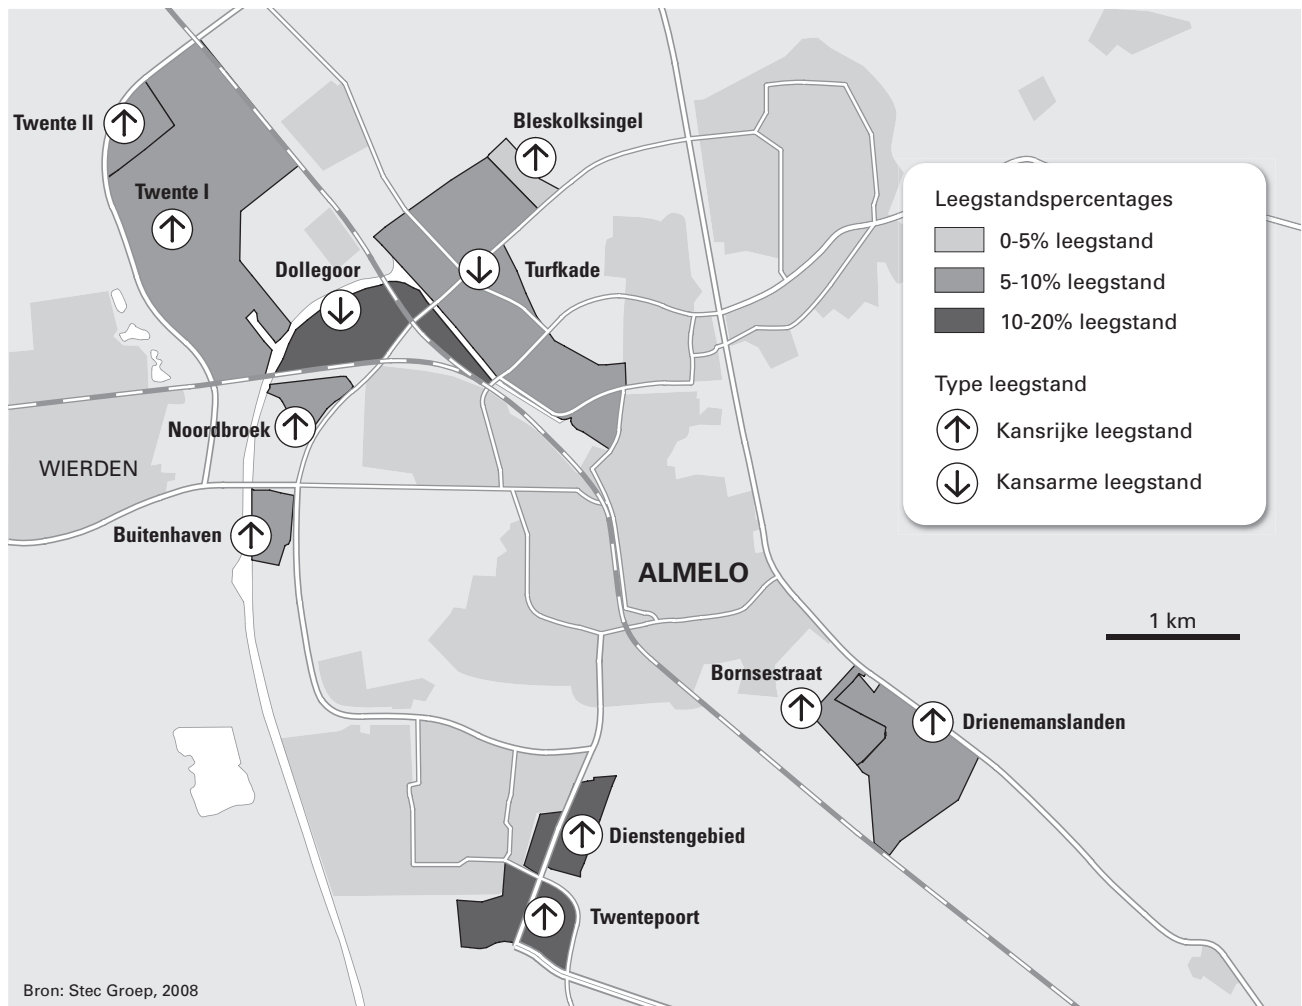 Bleskolksingel
Twente II
Twente I
Dollegoor
Turfkade
Noordbroek
WIERDEN
Buitenhaven
ALMELO
Bornsestraat
Drienemanslanden
Dienstengebied
Twentepoort
Leegstandspercentages
0-5% leegstand
5-10% leegstand
10-20% leegstand
Type leegstand
Kansrijke leegstand
Kansarme leegstand
1 km
Bron: Stec Groep, 2008